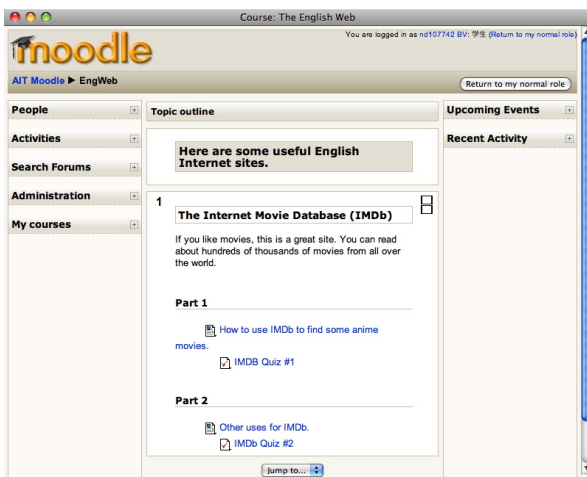 Course: The English Web
moodle
You are logged in as nd107742 BV: 学生 (Return to my normal role)
AIT Moodle ► EngWeb
Return to my normal role
People
Activities
Search Forums
Administration
My courses
Topic outline
Here are some useful English
Internet sites.
1
The Internet Movie Database (IMDb)
If you like movies, this is a great site. You can read
about hundreds of thousands of movies from all over
the world.
Part 1
How to use IMDb to find some anime
movies.
IMDB Quiz #1
Part 2
Other uses for IMDb.
IMDb Quiz #2
Jump to...
Upcoming Events
Recent Activity